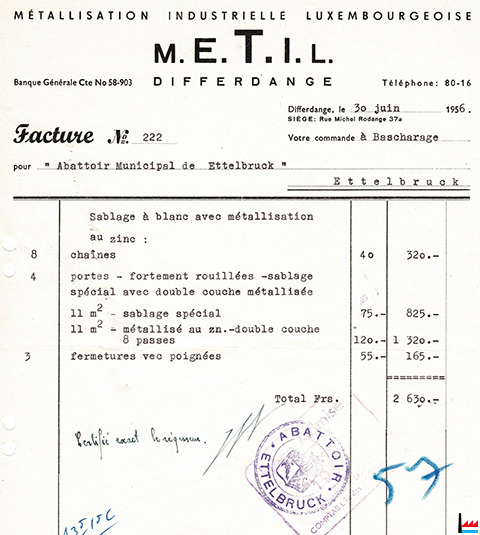 MÉTALLISATION INDUSTRIELLE LUXEMBOURGEOISE
M.E.T.I.L.
Banque Générale Cte No 58-903 DIFFERDANGE Téléphone: 80-16
Differdange, le 30 juin 1956.
SIÈGE: Rue Michel Rodange 37a
Facture No. 222 Votre commande à Bascharage
pour " Abattoir Municipal de Ettelbruck "
Ettelbruck
Sablage à blanc avec métallisation
au zinc :
8 chaînes 40 320.-
4 portes - fortement rouillées -sablage
spécial avec double couche métallisée
11 m2 - sablage spécial 75.- 825.-
11 m2 - métallisé au zn.-double couche
8 passes 120.- 1 320.-
3 fermetures vec poignées 55.- 165.-
=========
Total Frs. 2 630.-
Certifié exact
ABATTOIR
ETTELBRUCK
57